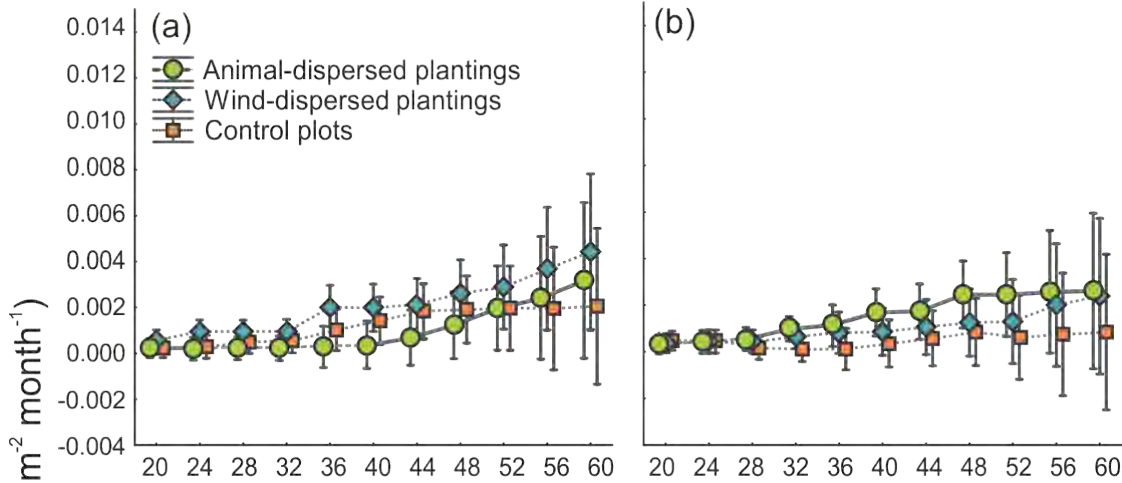 (a)
(b)
0.014
0.012
0.010
0.008
0.006
0.004
0.002
0.000
-0.002
-0.004
Animal-dispersed plantings
Wind-dispersed plantings
Control plots
m⁻² month⁻¹)
20 24 28 32 36 40 44 48 52 56 60
20 24 28 32 36 40 44 48 52 56 60